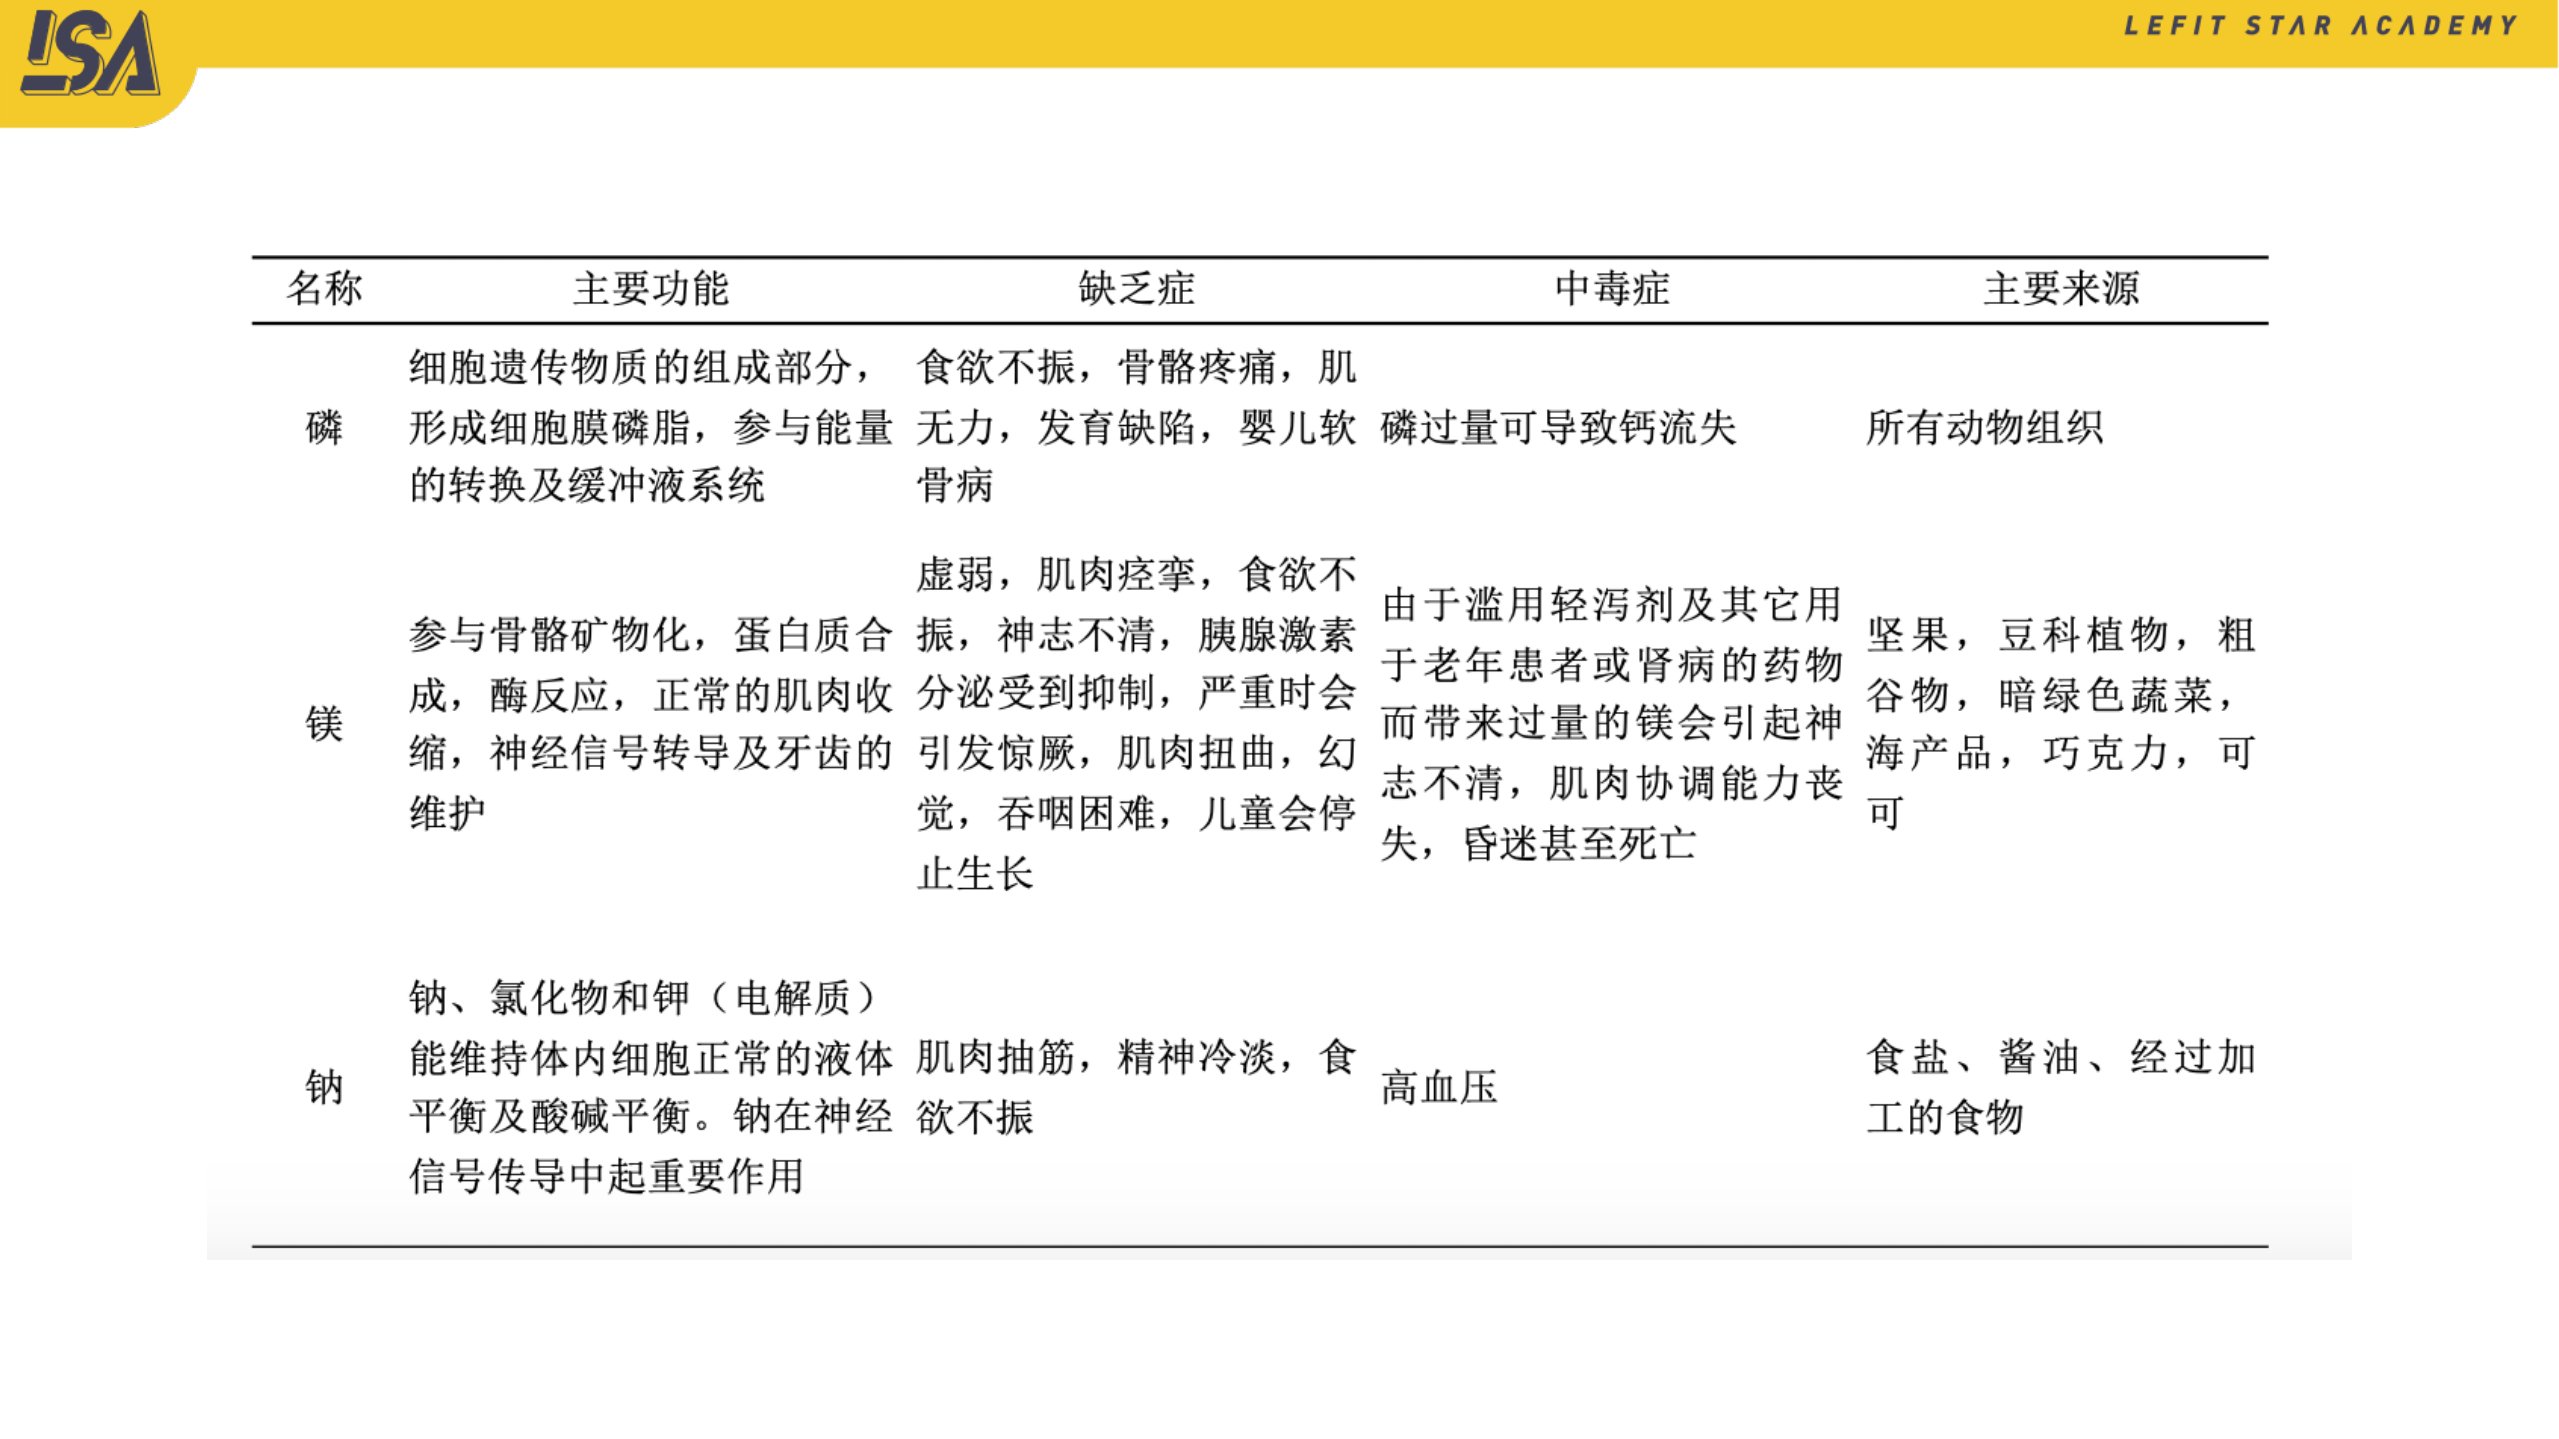 LSA
LEFIT STAR ACADEMY
名称 主要功能 缺乏症 中毒症 主要来源
磷
细胞遗传物质的组成部分，
形成细胞膜磷脂，参与能量
的转换及缓冲液系统
食欲不振，骨骼疼痛，肌
无力，发育缺陷，婴儿软
骨病
磷过量可导致钙流失
所有动物组织
镁
参与骨骼矿物化，蛋白质合
成，酶反应，正常的肌肉收
缩，神经信号转导及牙齿的
维护
虚弱，肌肉痉挛，食欲不
振，神志不清，胰腺激素
分泌受到抑制，严重时会
引发惊厥，肌肉扭曲，幻
觉，吞咽困难，儿童会停
止生长
由于滥用轻泻剂及其它用
于老年患者或肾病的药物
而带来过量的镁会引起神
志不清，肌肉协调能力丧
失，昏迷甚至死亡
坚果，豆科植物，粗
谷物，暗绿色蔬菜，
海产品，巧克力，可
可
钠
钠、氯化物和钾（电解质）
能维持体内细胞正常的液体
平衡及酸碱平衡。钠在神经
信号传导中起重要作用
肌肉抽筋，精神冷淡，食
欲不振
高血压
食盐、酱油、经过加
工的食物